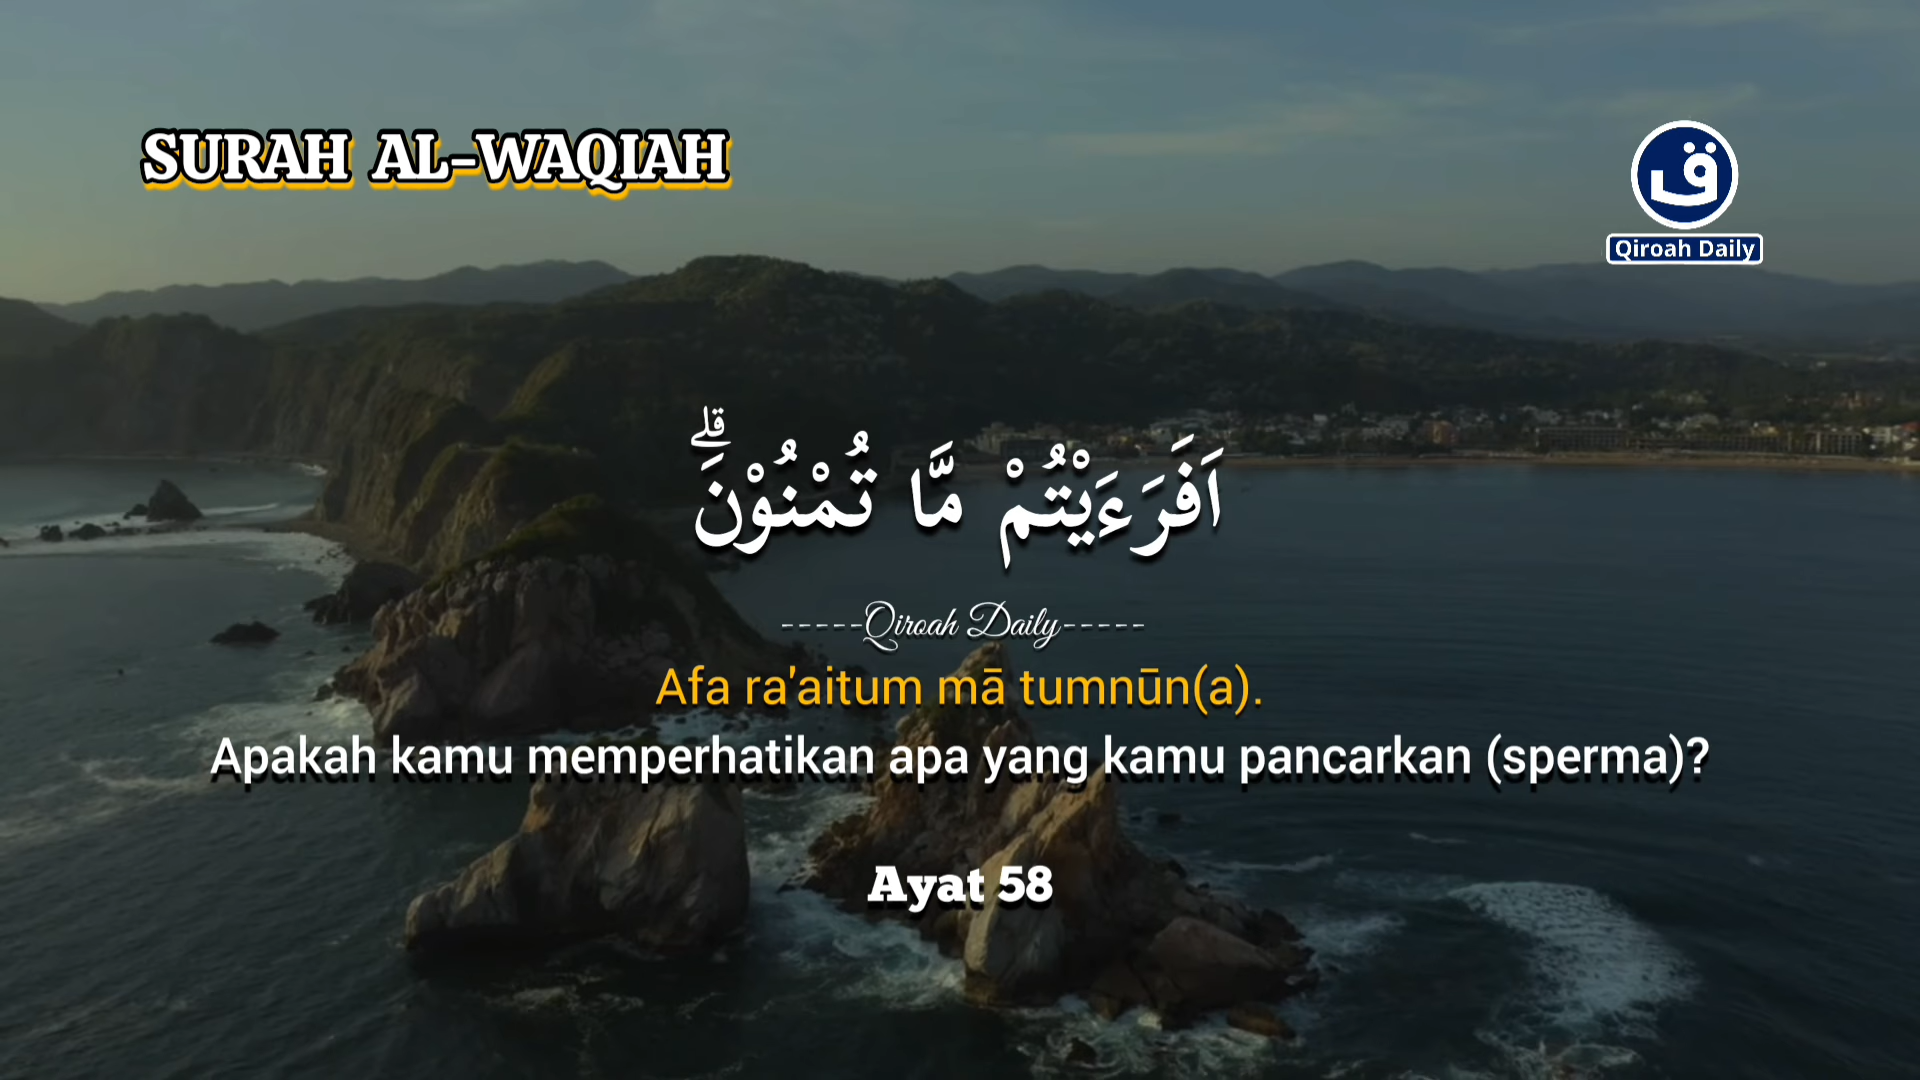 SURAH AL-WAQIAH
ق
Qiroah Daily
اَفَرَءَيْتُمْ مَّا تُمْنُوْنَۗ
-----Qiroah Daily-----
Afa ra'aitum mā tumnūn(a).
Apakah kamu memperhatikan apa yang kamu pancarkan (sperma)?
Ayat 58